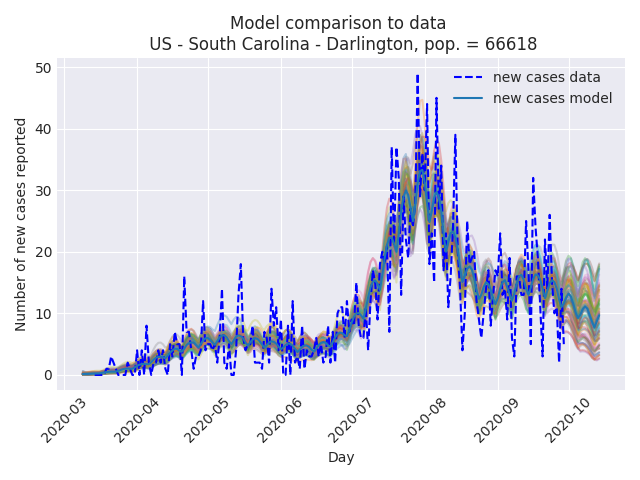 Model comparison to data
US - South Carolina - Darlington, pop. = 66618
new cases data
new cases model
Number of new cases reported
50
40
30
20
10
0
2020-03
2020-04
2020-05
2020-06
2020-07
2020-08
2020-09
2020-10
Day